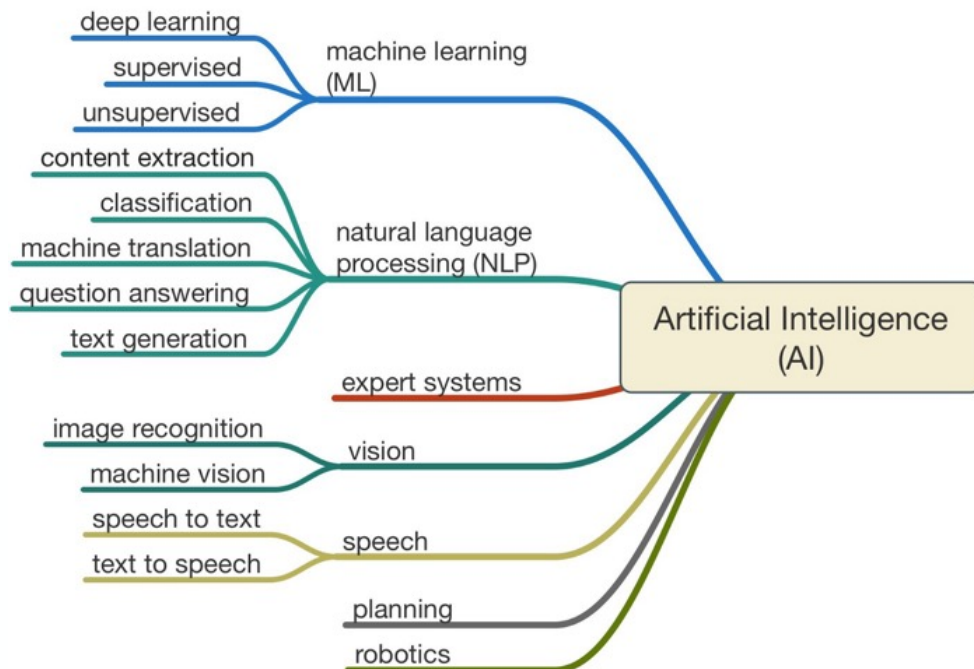 deep learning
supervised
unsupervised
machine learning
(ML)
content extraction
classification
machine translation
question answering
text generation
natural language
processing (NLP)
Artificial Intelligence
(AI)
expert systems
image recognition
machine vision
vision
speech to text
text to speech
speech
planning
robotics